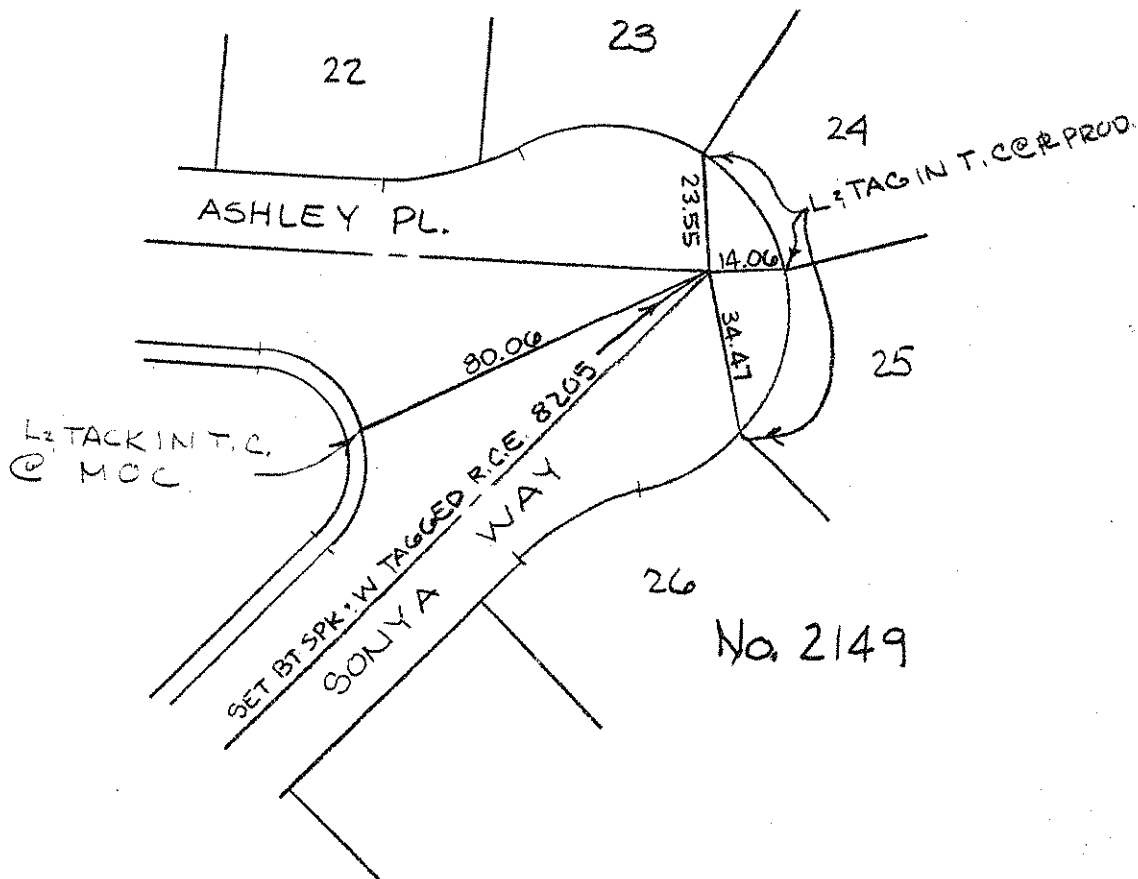 23
22
24
L & TAG IN T.C @ ℞ PROD.
ASHLEY PL.
23.55
14.06
80.06
34.47
25
L & TACK IN T.C.
@ MOC
SET BT SPK & W TAGGED R.C.E. 8205
SONYA WAY
26
No. 2149